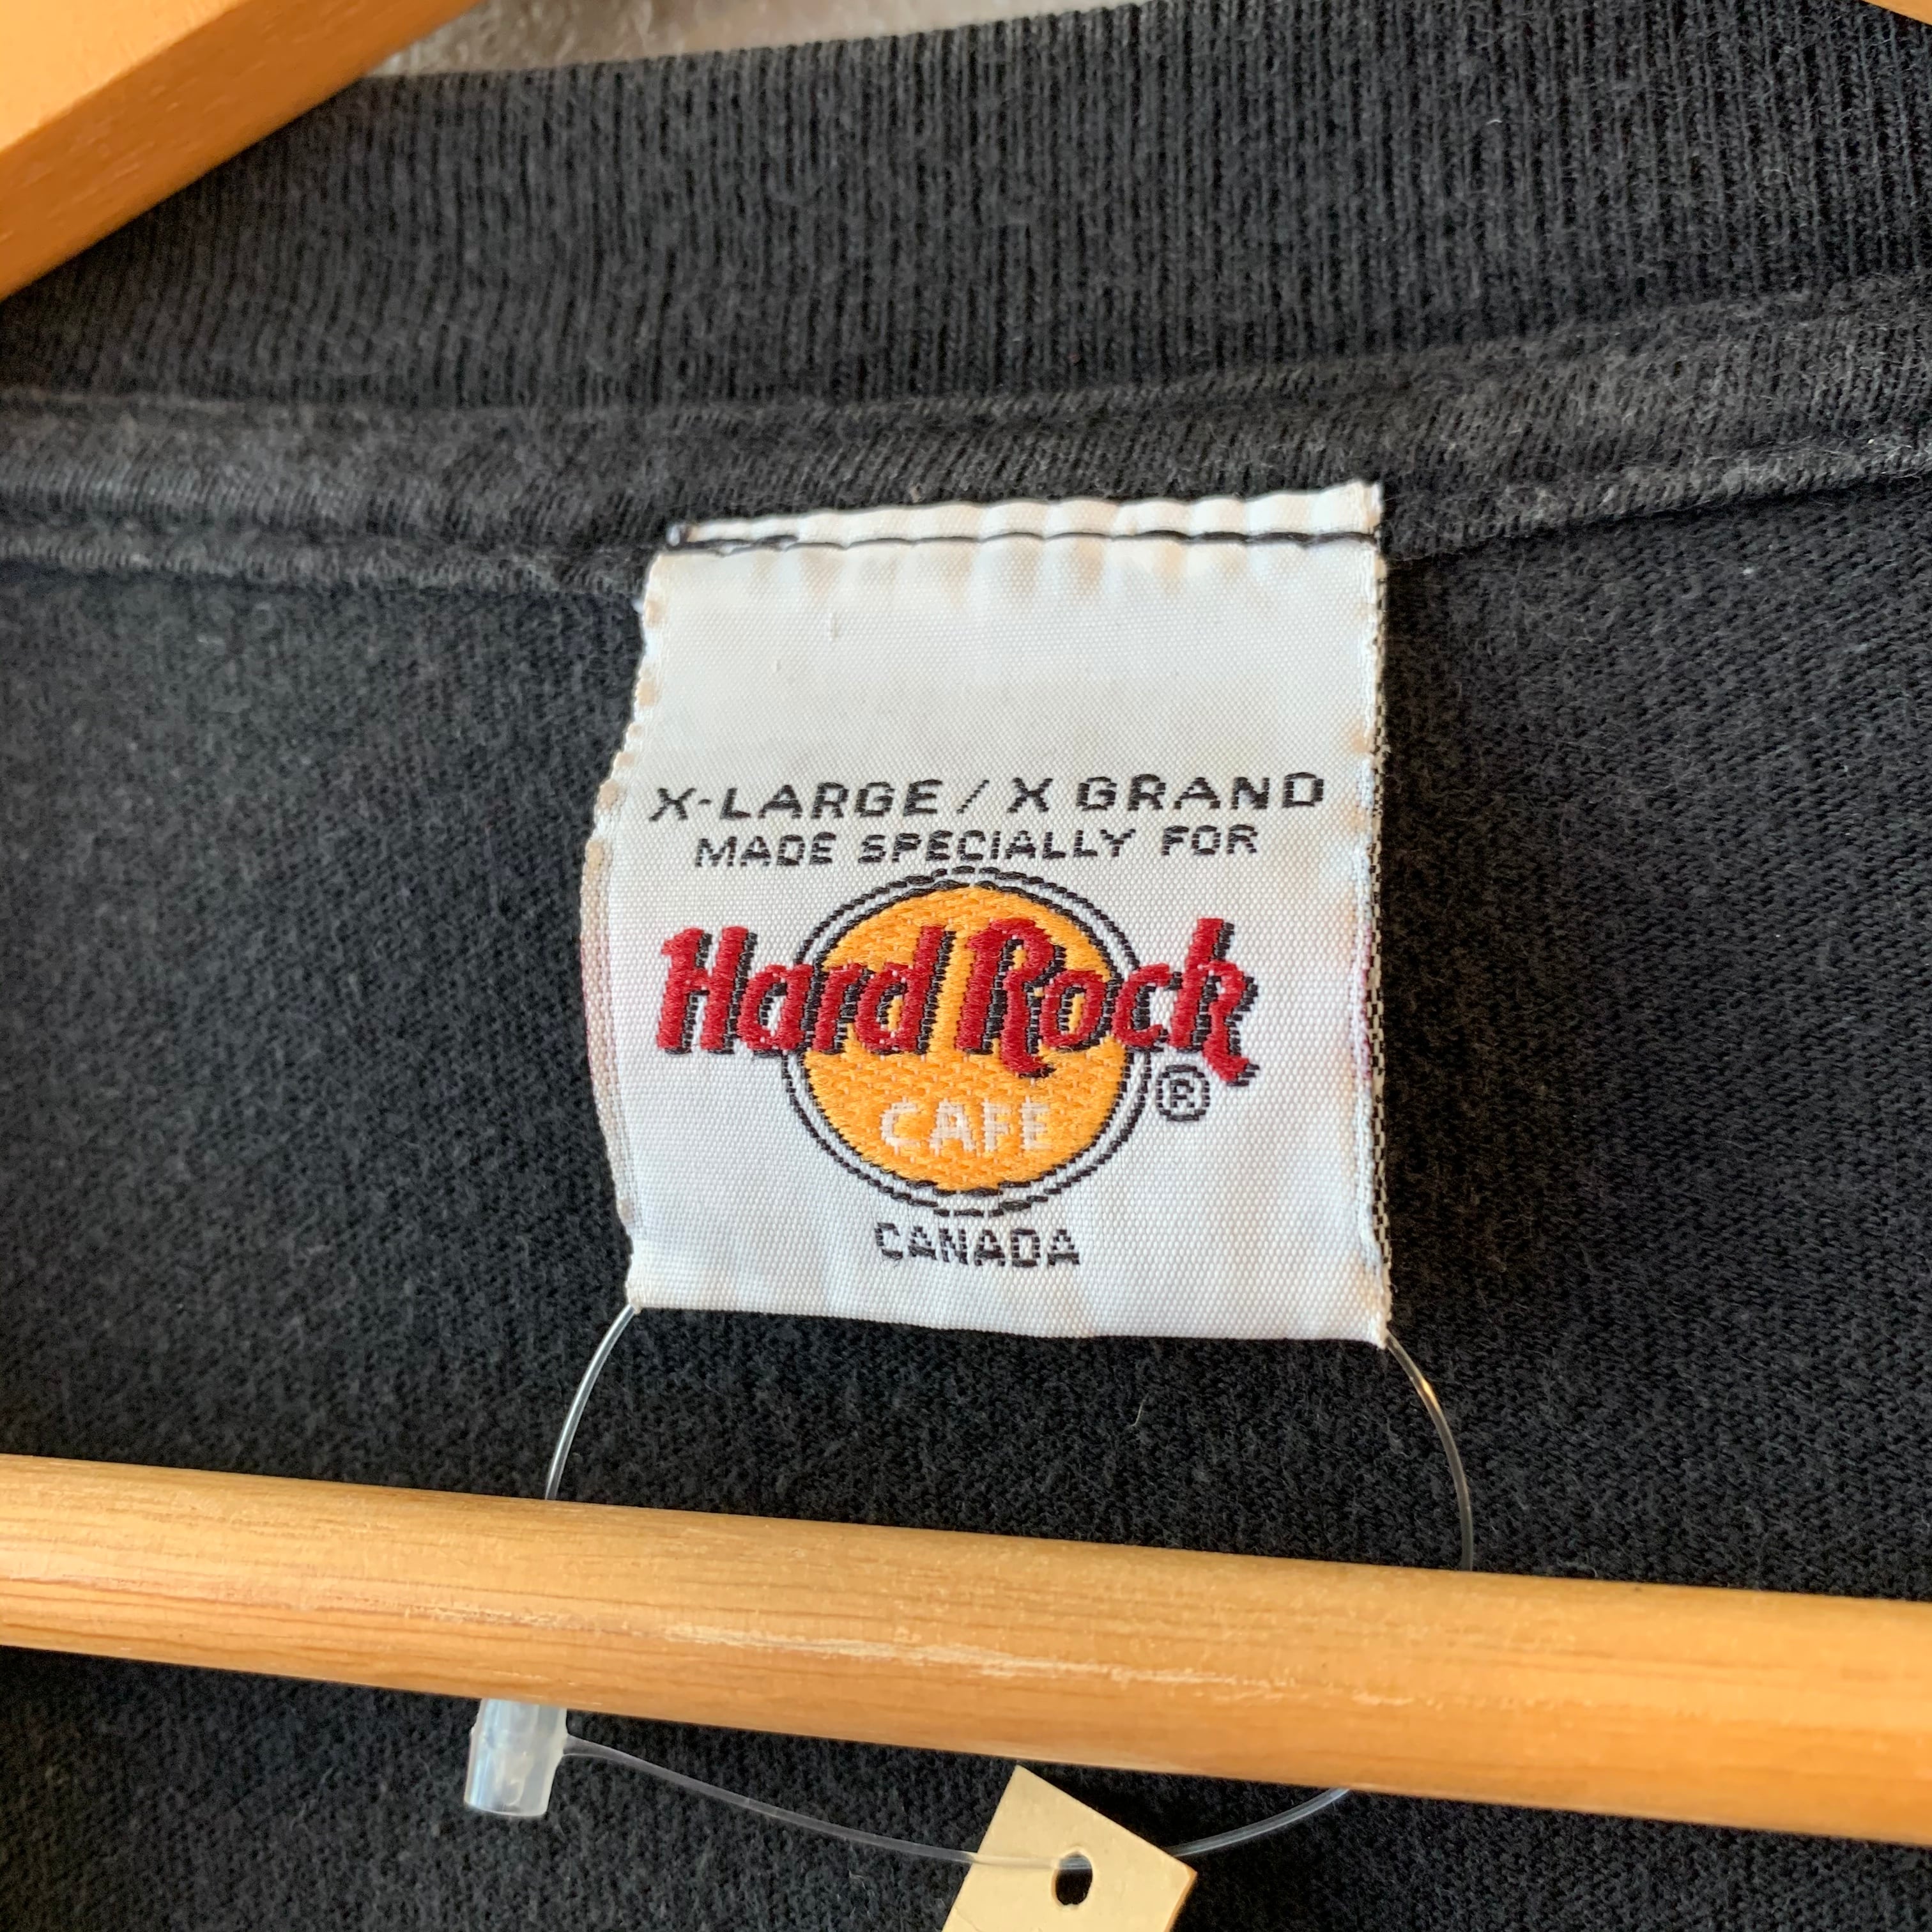 X-LARGE / X GRAND
MADE SPECIALLY FOR
Hard Rock
CAFE
®
CANADA